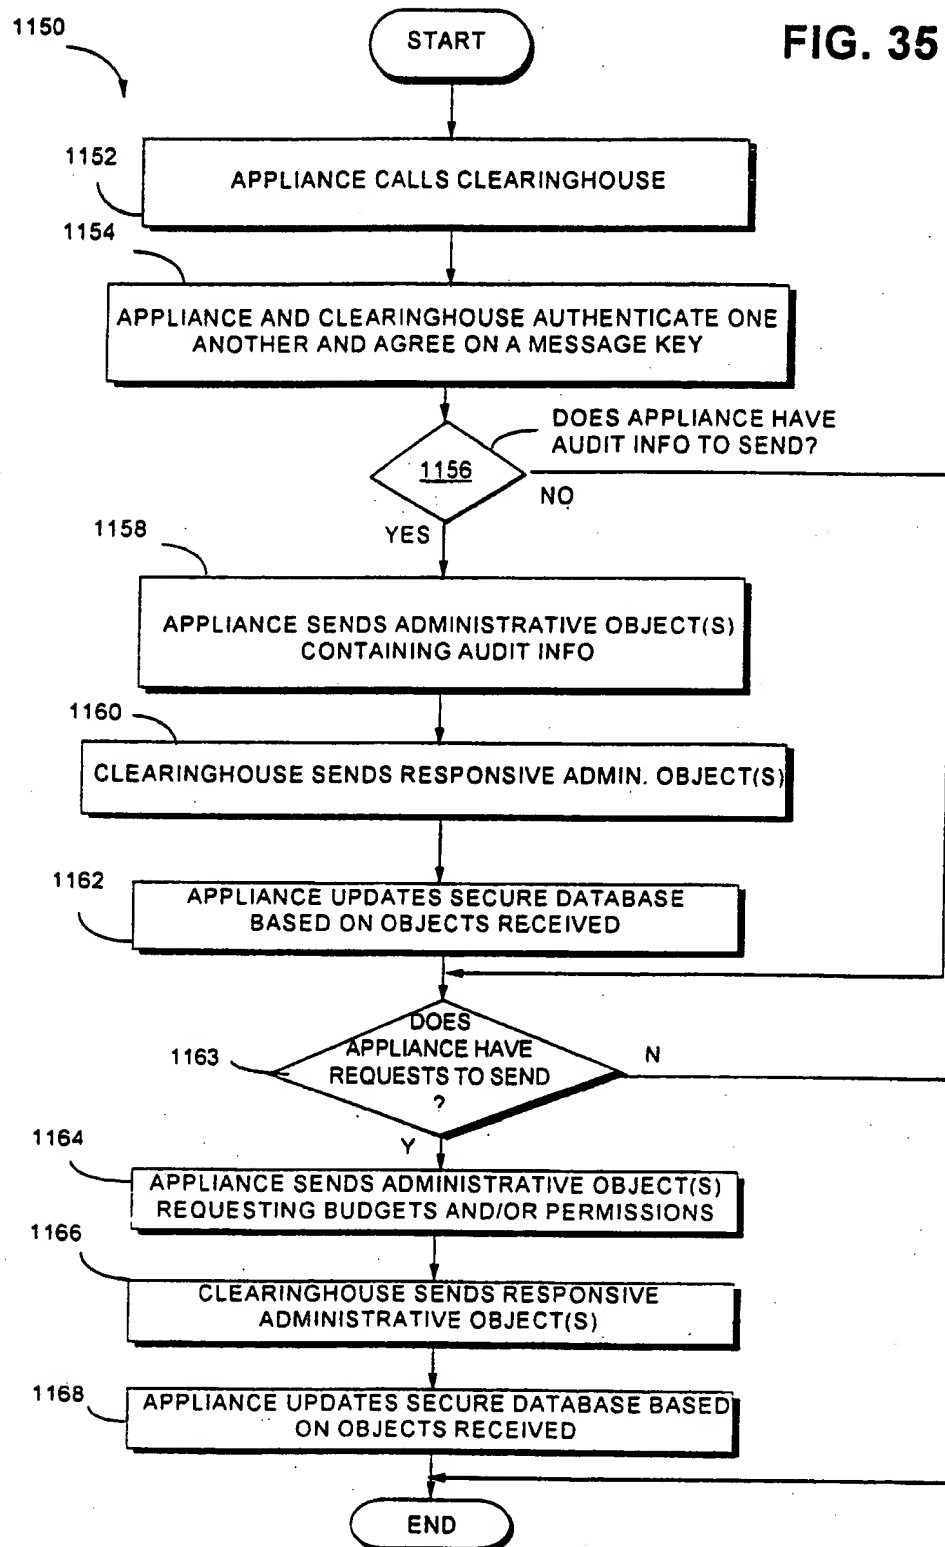 1150
START
FIG. 35
1152
APPLIANCE CALLS CLEARINGHOUSE
1154
APPLIANCE AND CLEARINGHOUSE AUTHENTICATE ONE
ANOTHER AND AGREE ON A MESSAGE KEY
DOES APPLIANCE HAVE
AUDIT INFO TO SEND?
1156
NO
YES
1158
APPLIANCE SENDS ADMINISTRATIVE OBJECT(S)
CONTAINING AUDIT INFO
1160
CLEARINGHOUSE SENDS RESPONSIVE ADMIN. OBJECT(S)
1162
APPLIANCE UPDATES SECURE DATABASE
BASED ON OBJECTS RECEIVED
1163
DOES
APPLIANCE HAVE
REQUESTS TO SEND
?
N
Y
1164
APPLIANCE SENDS ADMINISTRATIVE OBJECT(S)
REQUESTING BUDGETS AND/OR PERMISSIONS
1166
CLEARINGHOUSE SENDS RESPONSIVE
ADMINISTRATIVE OBJECT(S)
1168
APPLIANCE UPDATES SECURE DATABASE BASED
ON OBJECTS RECEIVED
END